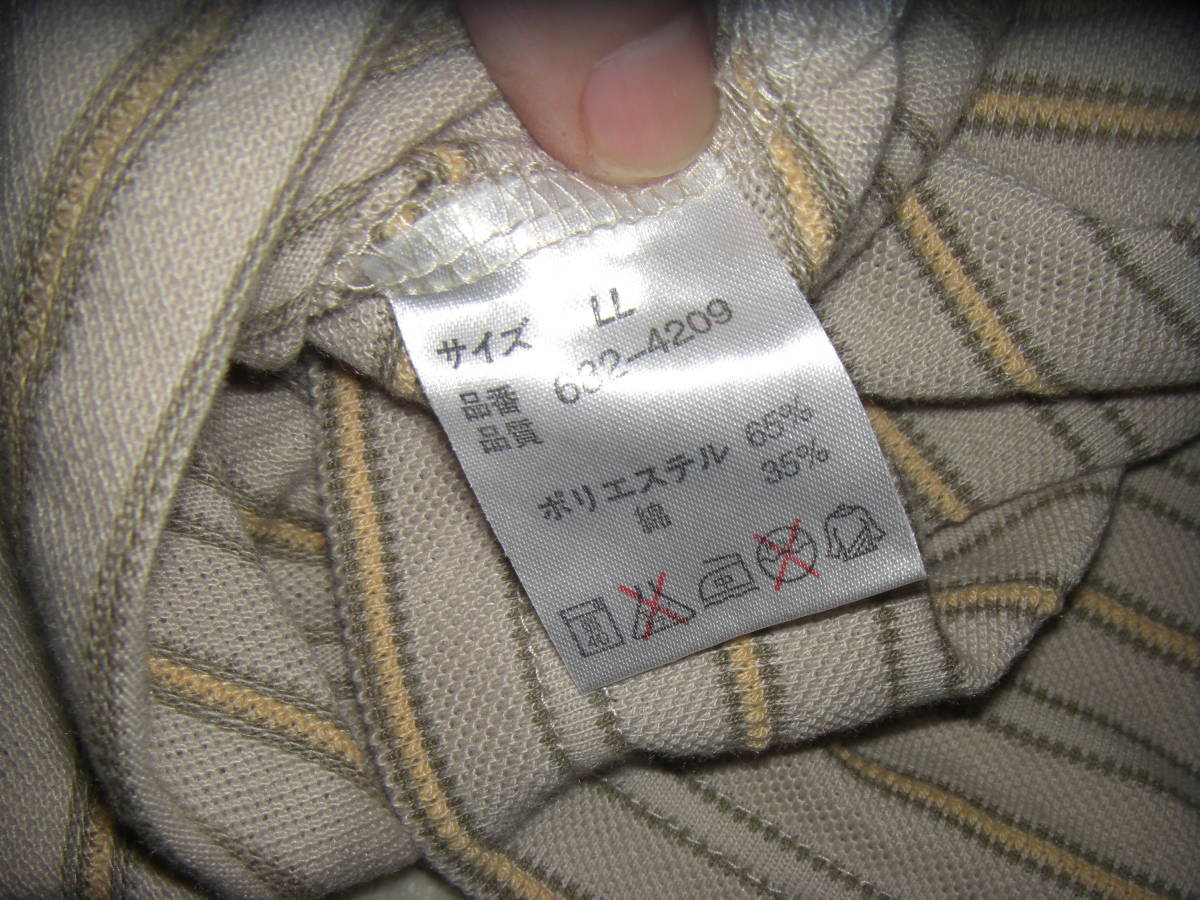 サイズ LL
品番 632-4209
品質
ポリエステル 65%
綿 35%